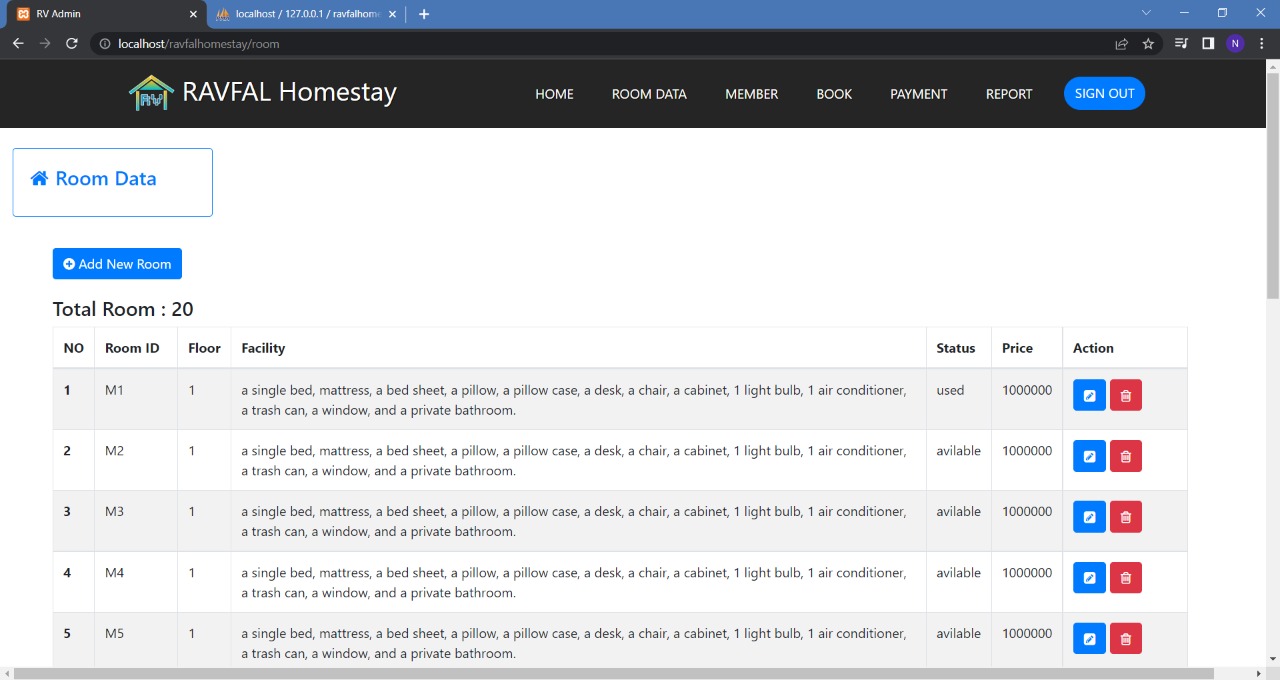 RV Admin
localhost / 127.0.0.1 / ravfalhome
localhost/ravfalhomestay/room
N
RV
RAVFAL Homestay
HOME
ROOM DATA
MEMBER
BOOK
PAYMENT
REPORT
SIGN OUT
Room Data
Add New Room
Total Room : 20
NO Room ID Floor Facility Status Price Action
1 M1 1 a single bed, mattress, a bed sheet, a pillow, a pillow case, a desk, a chair, a cabinet, 1 light bulb, 1 air conditioner, used 1000000
a trash can, a window, and a private bathroom.
2 M2 1 a single bed, mattress, a bed sheet, a pillow, a pillow case, a desk, a chair, a cabinet, 1 light bulb, 1 air conditioner, avilable 1000000
a trash can, a window, and a private bathroom.
3 M3 1 a single bed, mattress, a bed sheet, a pillow, a pillow case, a desk, a chair, a cabinet, 1 light bulb, 1 air conditioner, avilable 1000000
a trash can, a window, and a private bathroom.
4 M4 1 a single bed, mattress, a bed sheet, a pillow, a pillow case, a desk, a chair, a cabinet, 1 light bulb, 1 air conditioner, avilable 1000000
a trash can, a window, and a private bathroom.
5 M5 1 a single bed, mattress, a bed sheet, a pillow, a pillow case, a desk, a chair, a cabinet, 1 light bulb, 1 air conditioner, avilable 1000000
a trash can, a window, and a private bathroom.